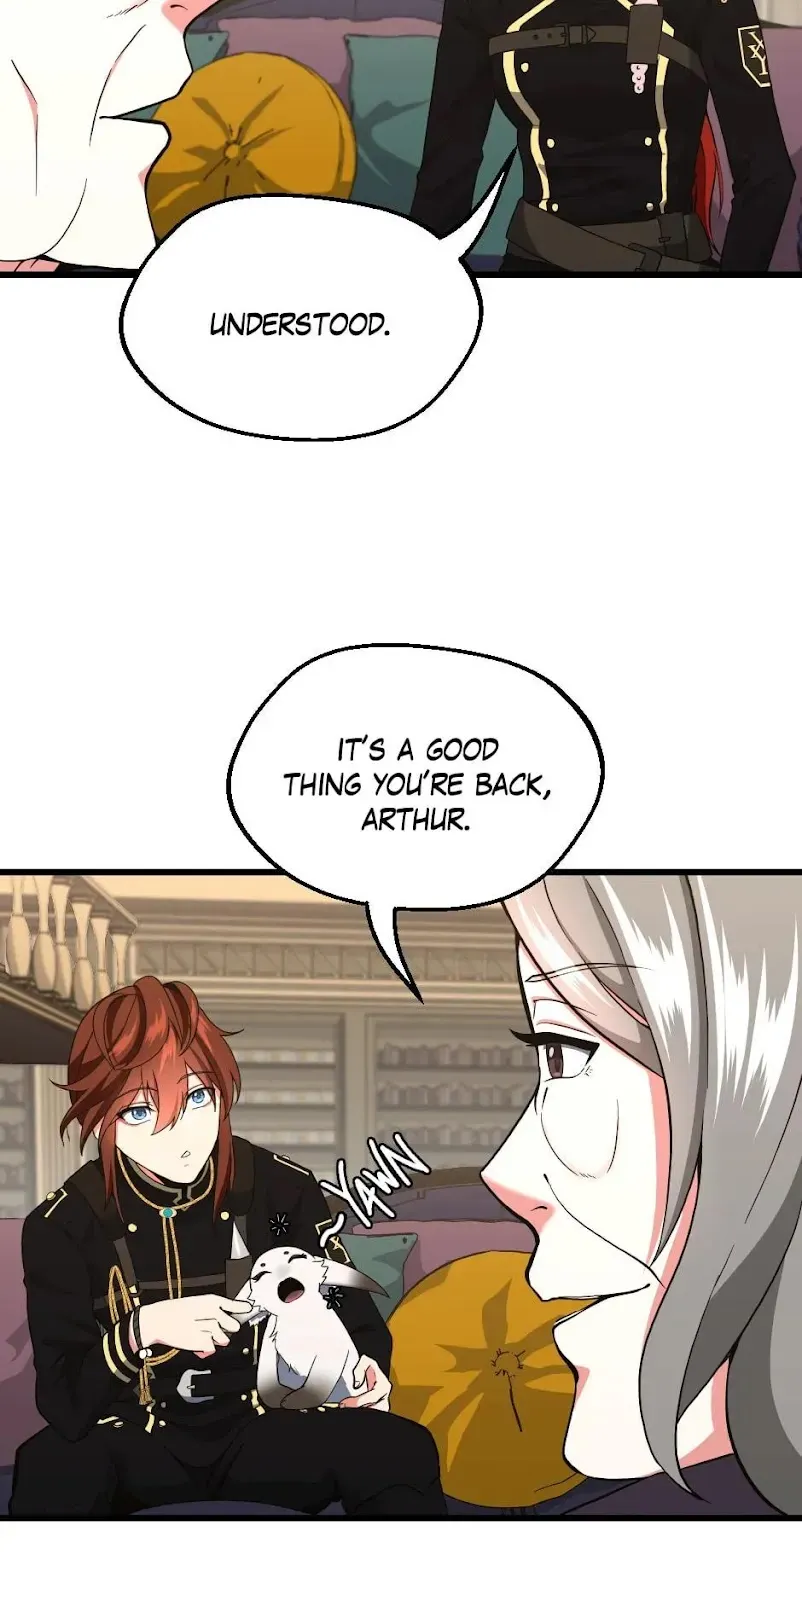 UNDERSTOOD.
IT'S A GOOD
THING YOU'RE BACK,
ARTHUR.
~YAWN